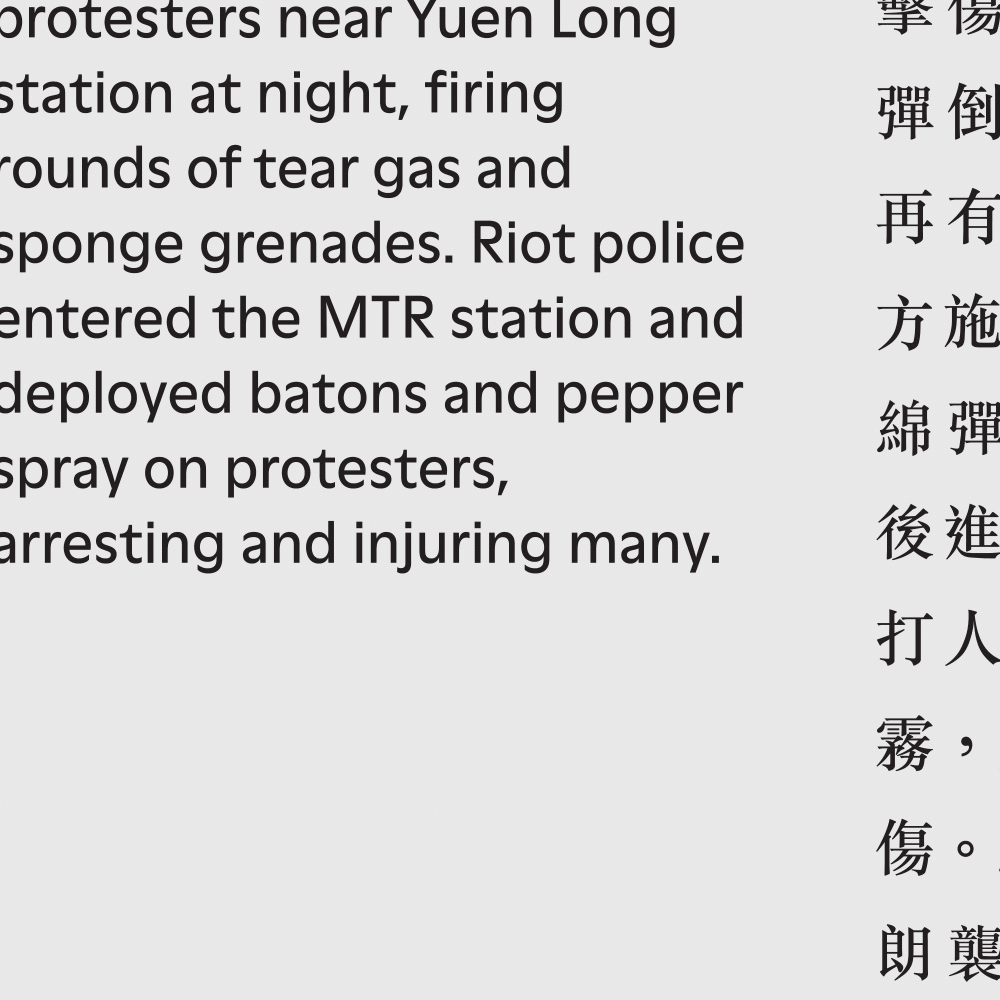 protesters near Yuen Long
station at night, firing
rounds of tear gas and
sponge grenades. Riot police
entered the MTR station and
deployed batons and pepper
spray on protesters,
arresting and injuring many.
擊傷
彈倒
再有
方施
綿彈
後進
打人
霧，
傷。
朗襲